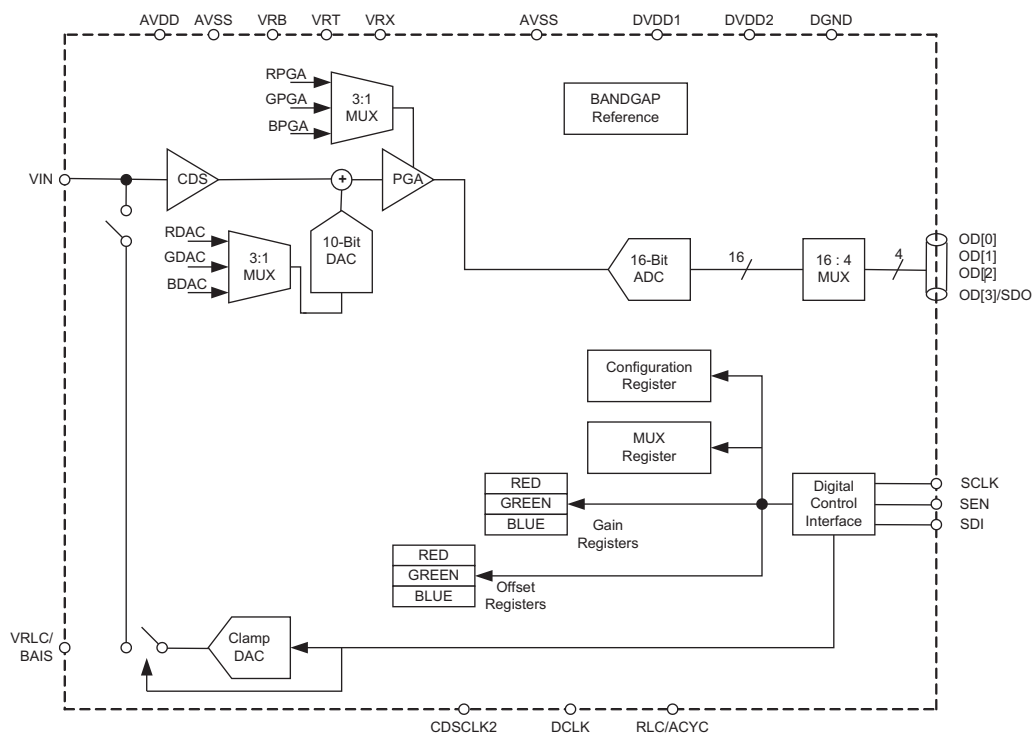 AVDD AVSS VRB VRT VRX AVSS DVDD1 DVDD2 DGND
RPGA
GPGA
BPGA
3:1
MUX
BANDGAP
Reference
VIN
CDS
+
PGA
RDAC
GDAC
BDAC
3:1
MUX
10-Bit
DAC
16-Bit
ADC
16
16 : 4
MUX
4
OD[0]
OD[1]
OD[2]
OD[3]/SDO
Configuration
Register
MUX
Register
RED
GREEN
BLUE
Gain
Registers
Digital
Control
Interface
SCLK
SEN
SDI
RED
GREEN
BLUE
Offset
Registers
VRLC/
BAIS
Clamp
DAC
CDSCLK2 DCLK RLC/ACYC